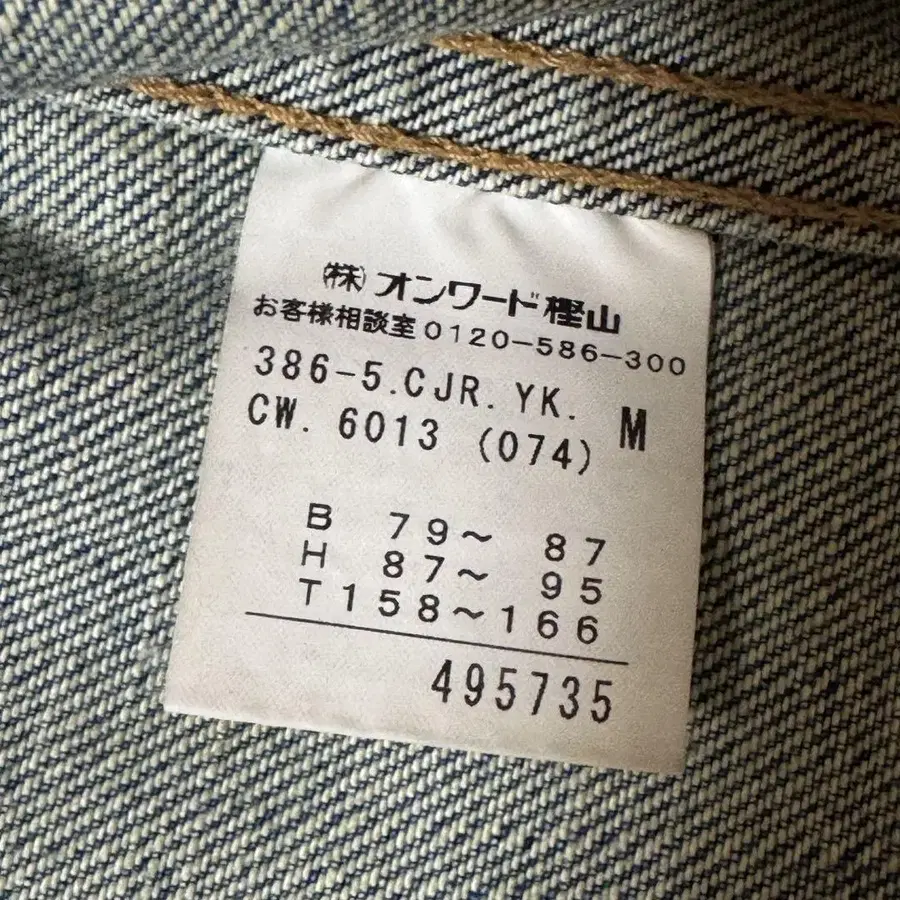 ㈱オンワード樫山
お客様相談室0120-586-300
386-5.CJR.YK. M
CW. 6013 (074)
B 79~ 87
H 87~ 95
T158~166
495735